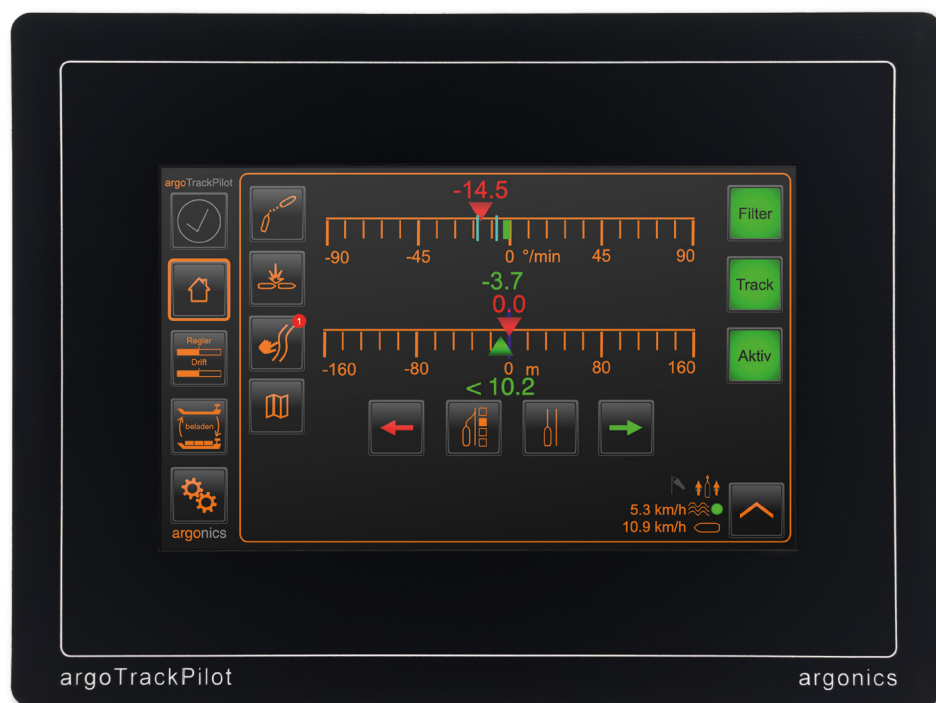 argoTrackPilot
-14.5
1
Filter
-90 -45 0 °/min 45 90
-3.7
0.0
Track
Regler
Drift
-160 -80 0 m 80 160
Aktiv
< 10.2
beladen
5.3 km/h
10.9 km/h
argonics
argoTrackPilot
argonics